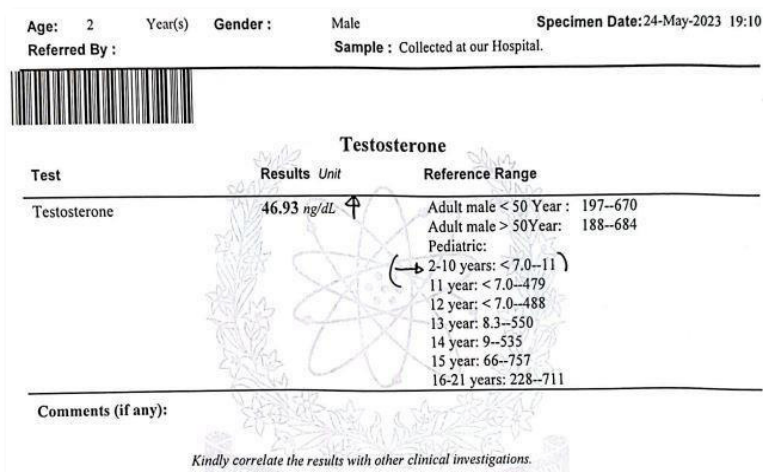 Age: 2 Year(s) Gender : Male Specimen Date:24-May-2023 19:10
Referred By : Sample : Collected at our Hospital.
Testosterone
Test Results Unit Reference Range
Testosterone 46.93 ng/dL ↑ Adult male < 50 Year : 197--670
Adult male > 50Year: 188--684
Pediatric:
(→ 2-10 years: < 7.0--11 )
11 year: < 7.0--479
12 year: < 7.0--488
13 year: 8.3--550
14 year: 9--535
15 year: 66--757
16-21 years: 228--711
Comments (if any):
Kindly correlate the results with other clinical investigations.